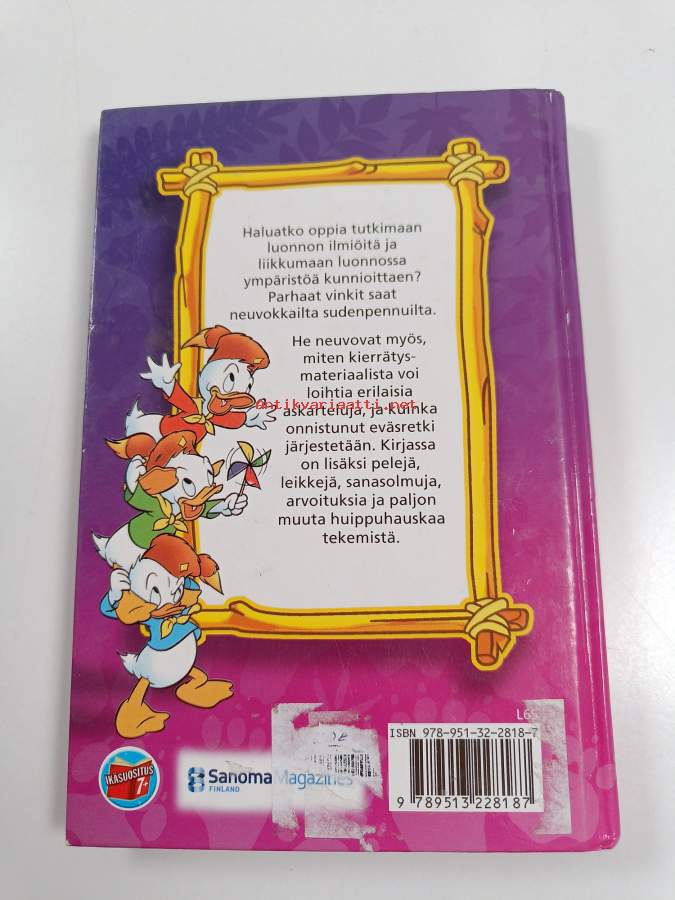 Haluatko oppia tutkimaan
luonnon ilmiöitä ja
liikkumaan luonnossa
ympäristöä kunnioittaen?
Parhaat vinkit saat
neuvokkailta sudenpennuilta.
He neuvovat myös,
miten kierrätys-
materiaalista voi
loihtia erilaisia
antikvariaatti.net
askarteluja, ja kuinka
onnistunut eväsretki
järjestetään. Kirjassa
on lisäksi pelejä,
leikkejä, sanasolmuja,
arvoituksia ja paljon
muuta huippuhauskaa
tekemistä.
ISBN 978-951-32-2818-7
9 789513 228187
IKÄSUOSITUS
7+
Sanoma Magazines
FINLAND